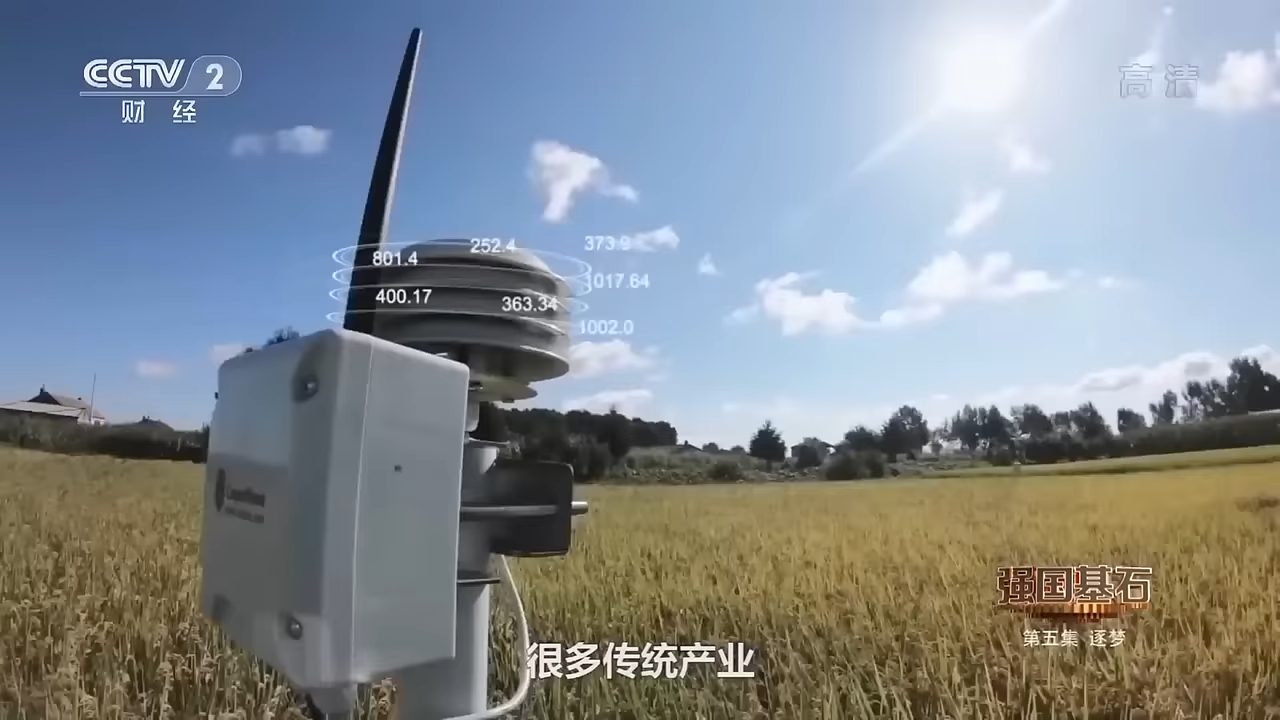 CCTV 2
财 经
高清
252.4
373.9
801.4
1017.64
400.17
363.34
1002.0
强国基石
第五集 逐梦
很多传统产业